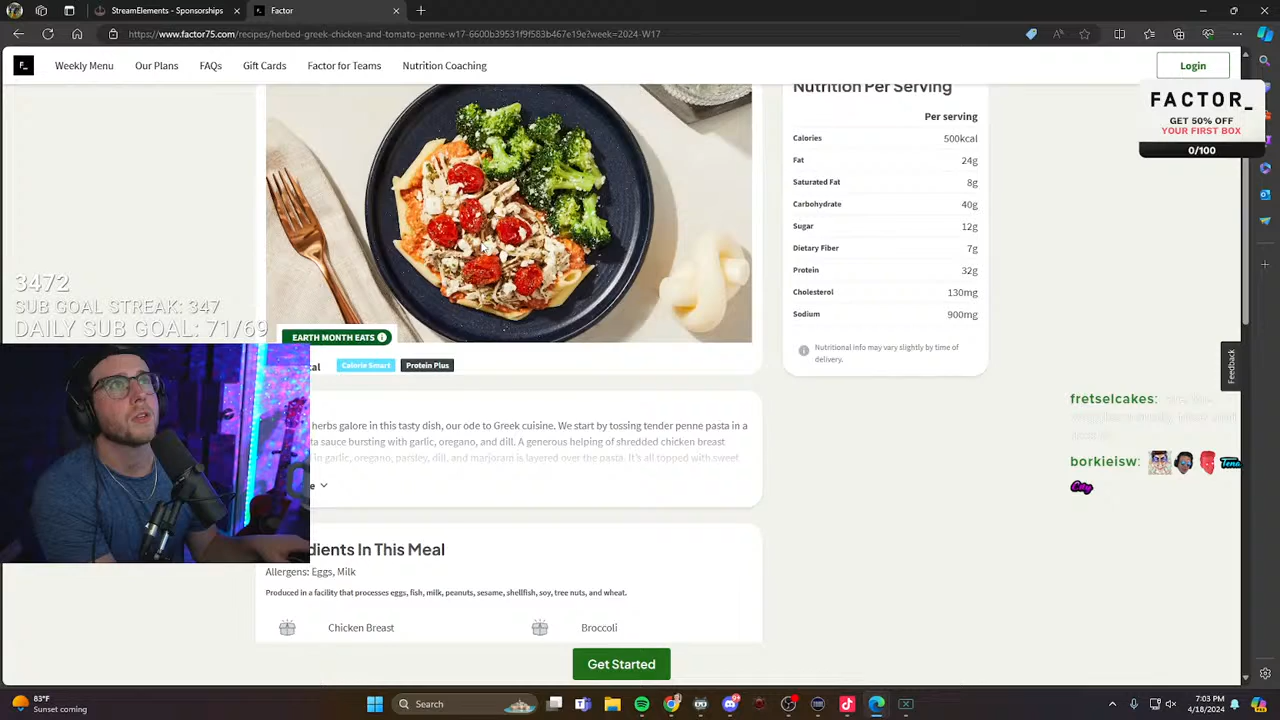 StreamElements - Sponsorships
Factor
https://www.factor75.com/recipes/herbed-greek-chicken-and-tomato-penne-w17-6600b39531f9f583b467e19e?week=2024-W17
F_
Weekly Menu
Our Plans
FAQs
Gift Cards
Factor for Teams
Nutrition Coaching
Login
FACTOR_
GET 50% OFF
YOUR FIRST BOX
0/100
Nutrition Per Serving
Per serving
Calories 500kcal
Fat 24g
Saturated Fat 8g
Carbohydrate 40g
Sugar 12g
Dietary Fiber 7g
Protein 32g
Cholesterol 130mg
Sodium 900mg
Nutritional info may vary slightly by time of
delivery.
3472
SUB GOAL STREAK: 347
DAILY SUB GOAL: 71/69
EARTH MONTH EATS
Calorie Smart
Protein Plus
herbs galore in this tasty dish, our ode to Greek cuisine. We start by tossing tender penne pasta in a
sauce bursting with garlic, oregano, and dill. A generous helping of shredded chicken breast
in garlic, oregano, parsley, dill, and marjoram is layered over the pasta. It's all topped with sweet
Feedback
fretselcakes:
borkieisw:
dients In This Meal
Allergens: Eggs, Milk
Produced in a facility that processes eggs, fish, milk, peanuts, sesame, shellfish, soy, tree nuts, and wheat.
Chicken Breast
Broccoli
Get Started
83°F
Sunset coming
Search
7:03 PM
4/18/2024